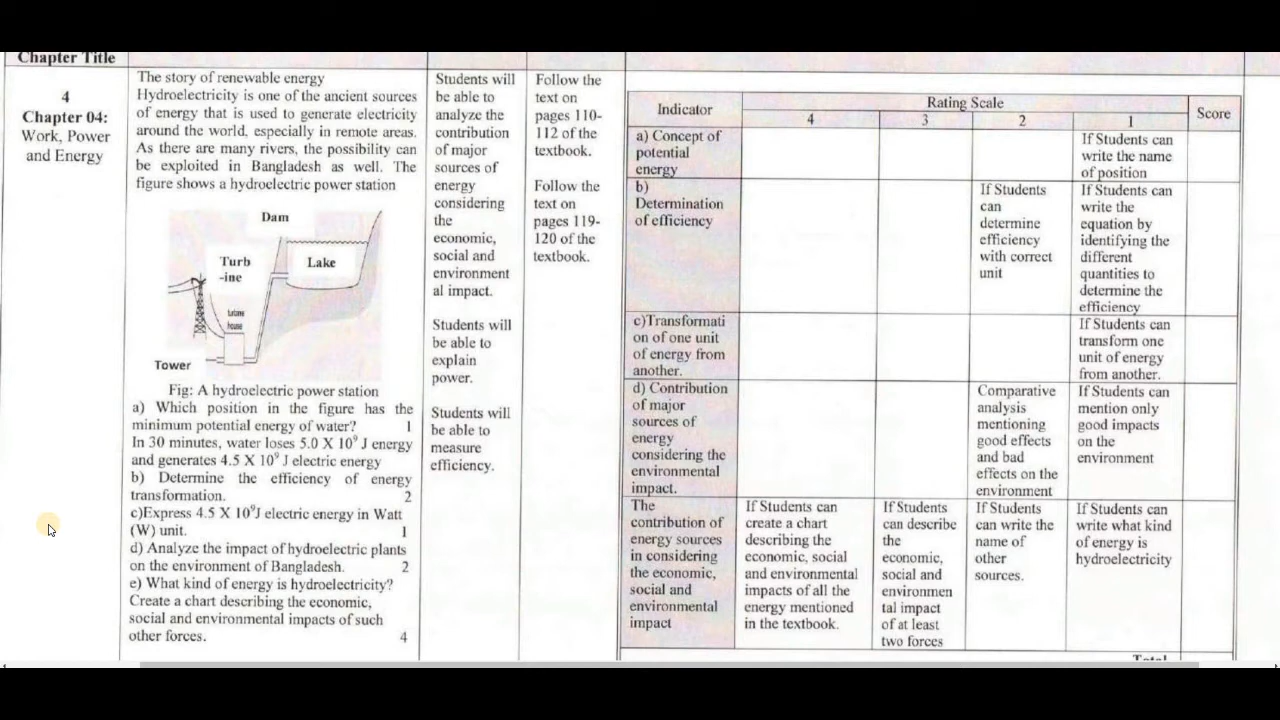 Chapter Title
4
Chapter 04:
Work, Power
and Energy
The story of renewable energy
Hydroelectricity is one of the ancient sources
of energy that is used to generate electricity
around the world, especially in remote areas.
As there are many rivers, the possibility can
be exploited in Bangladesh as well. The
figure shows a hydroelectric power station
Dam
Turb
-ine
Lake
turbine
house
Tower
Fig: A hydroelectric power station
a) Which position in the figure has the
minimum potential energy of water? 1
In 30 minutes, water loses 5.0 X 10⁹ J energy
and generates 4.5 X 10⁹ J electric energy
b) Determine the efficiency of energy
transformation. 2
c)Express 4.5 X 10⁹J electric energy in Watt
(W) unit. 1
d) Analyze the impact of hydroelectric plants
on the environment of Bangladesh. 2
e) What kind of energy is hydroelectricity?
Create a chart describing the economic,
social and environmental impacts of such
other forces. 4
Students will
be able to
analyze the
contribution
of major
sources of
energy
considering
the
economic,
social and
environment
al impact.
Students will
be able to
explain
power.
Students will
be able to
measure
efficiency.
Follow the
text on
pages 110-
112 of the
textbook.
Follow the
text on
pages 119-
120 of the
textbook.
Indicator
Rating Scale
Score
4
3
2
1
a) Concept of
potential
energy
If Students can
write the name
of position
b)
Determination
of efficiency
If Students
can
determine
efficiency
with correct
unit
If Students can
write the
equation by
identifying the
different
quantities to
determine the
efficiency
c)Transformati
on of one unit
of energy from
another.
If Students can
transform one
unit of energy
from another.
d) Contribution
of major
sources of
energy
considering the
environmental
impact.
Comparative
analysis
mentioning
good effects
and bad
effects on the
environment
If Students can
mention only
good impacts
on the
environment
The
contribution of
energy sources
in considering
the economic,
social and
environmental
impact
If Students can
create a chart
describing the
economic, social
and environmental
impacts of all the
energy mentioned
in the textbook.
If Students
can describe
the
economic,
social and
environmen
tal impact
of at least
two forces
If Students
can write the
name of
other
sources.
If Students can
write what kind
of energy is
hydroelectricity
Total